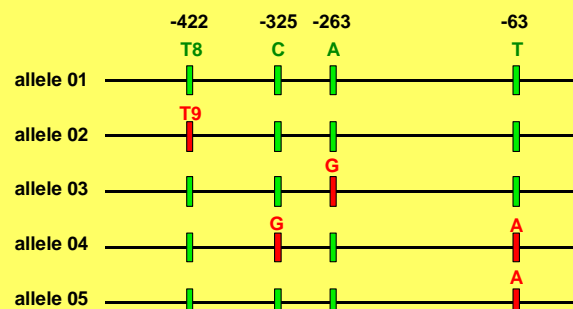 -422 -325 -263 -63
T8 C A T
allele 01
T9
allele 02
G
allele 03
G A
allele 04
A
allele 05